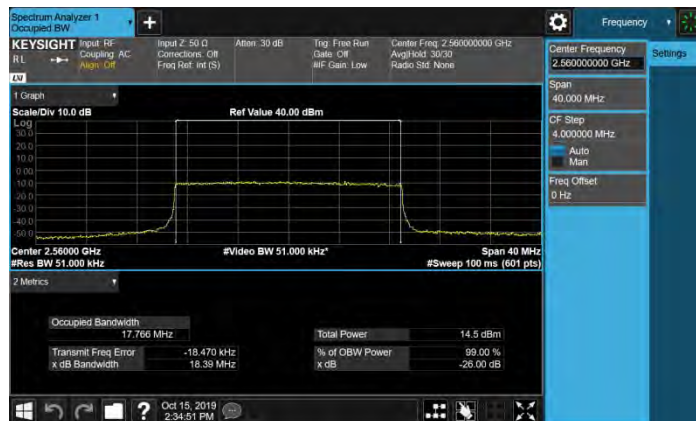 Spectrum Analyzer 1
Occupied BW
+
Frequency
KEYSIGHT
Input: RF
Coupling: AC
Align: Off
Input Z: 50 Ω
Corrections: Off
Freq Ref: Int (S)
Atten: 30 dB
Trig: Free Run
Gate: Off
#IF Gain: Low
Center Freq: 2.560000000 GHz
Avg|Hold: 30/30
Radio Std: None
RL
LXI
1 Graph
Scale/Div 10.0 dB
Ref Value 40.00 dBm
Log
30.0
20.0
10.0
0.00
-10.0
-20.0
-30.0
-40.0
-50.0
Center 2.56000 GHz
#Video BW 51.000 kHz*
Span 40 MHz
#Res BW 51.000 kHz
#Sweep 100 ms (601 pts)
2 Metrics
Occupied Bandwidth
17.766 MHz
Total Power
14.5 dBm
Transmit Freq Error
-18.470 kHz
% of OBW Power
99.00 %
x dB Bandwidth
18.39 MHz
x dB
-26.00 dB
Center Frequency
2.560000000 GHz
Settings
Span
40.000 MHz
CF Step
4.000000 MHz
Auto
Man
Freq Offset
0 Hz
?
Oct 15, 2019
2:34:51 PM